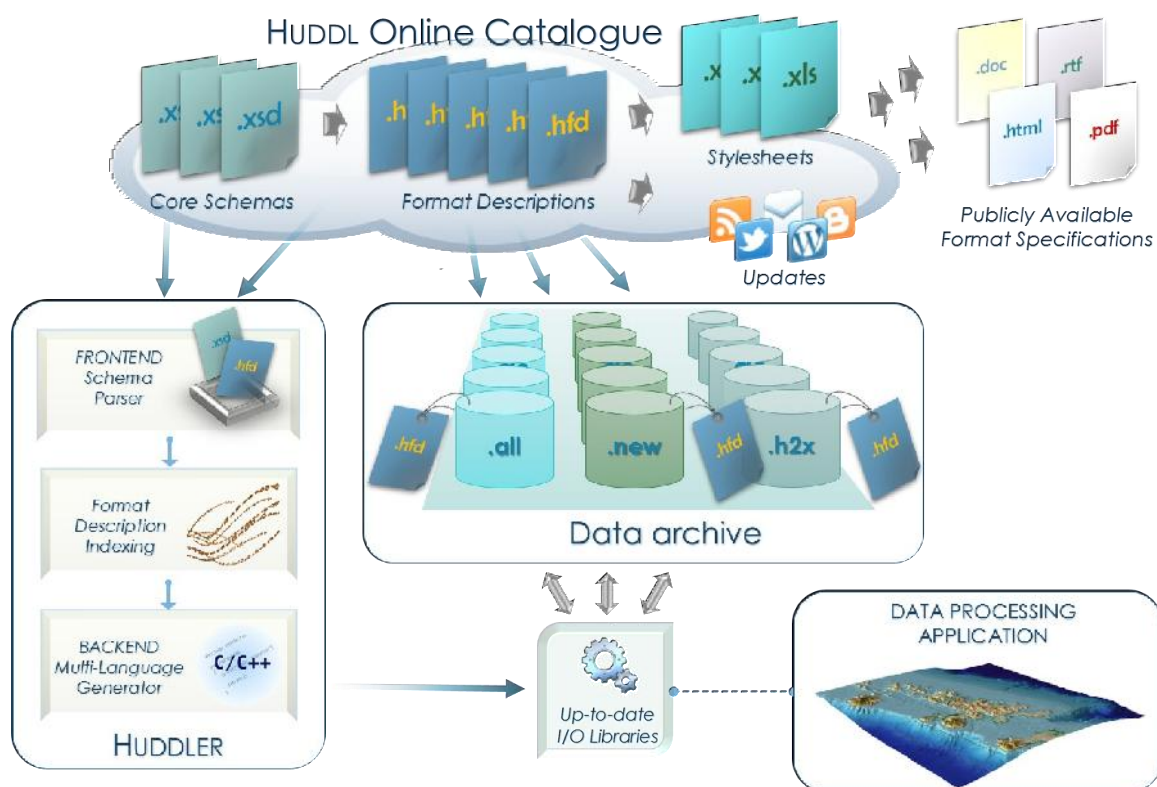 HUDDL Online Catalogue
.xsd
.hfd
.xls
Core Schemas
Format Descriptions
Stylesheets
Updates
.doc
.rtf
.html
.pdf
Publicly Available
Format Specifications
FRONTEND
Schema
Parser
.xsd
.hfd
Format
Description
Indexing
BACKEND
Multi-Language
Generator
C/C++
HUDDLER
.hfd
.all
.new
.hfd
.h2x
.hfd
Data archive
Up-to-date
I/O Libraries
DATA PROCESSING
APPLICATION